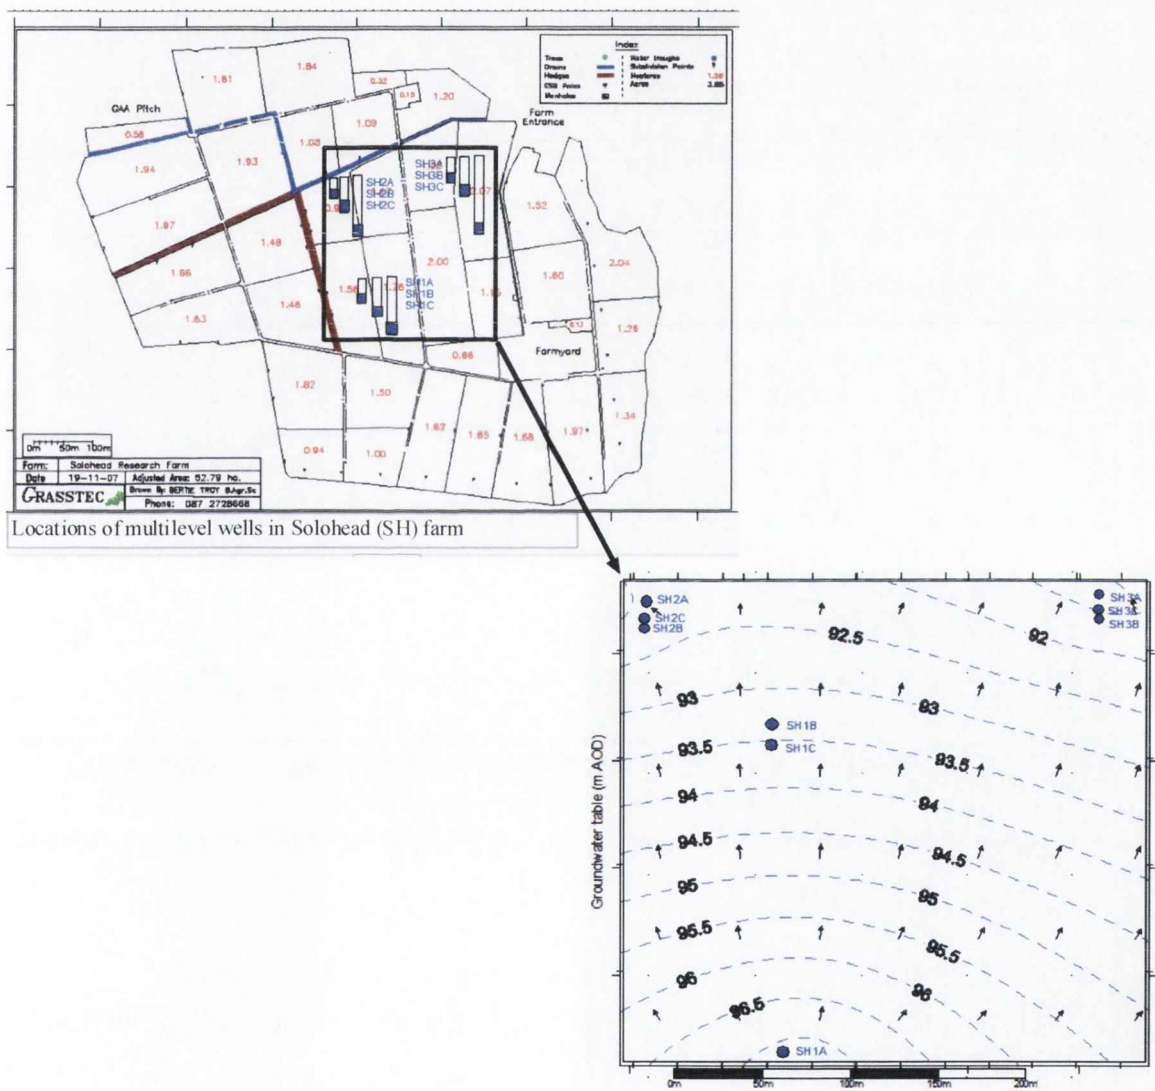 Index
Trees
Drains
Hedges
ESB Poles
Manholes
Water troughs
Subdivision Points
Hectares 1.50
Acres
GAA Pitch
Farm
Entrance
1.81
1.84
0.32
0.13
1.20
0.58
1.94
1.93
1.08
1.09
1.97
1.66
1.63
1.48
1.46
2.00
1.52
1.60
2.04
1.26
0.12
Farmyard
0.86
1.34
1.82
1.50
1.62
1.65
1.68
1.97
0.94
1.00
SH2A
SH2B
SH2C
SH3A
SH3B
SH3C
SH1A
SH1B
SH1C
0m 50m 100m
Farm: Solohead Research Farm
Date 19-11-07 Adjusted Area: 52.79 ha.
GRASSTEC Drawn By: BERTIE TROY B.Agr.Sc
Phone: 087 2728668
Locations of multilevel wells in Solohead (SH) farm
SH2A
SH2C
SH2B
SH3A
SH3C
SH3B
92.5
92
93
93
SH1B
SH1C
93.5
93.5
94
94
94.5
94.5
95
95
95.5
95.5
96
96
96.5
SH1A
Groundwater table (m AOD)
0m 50m 100m 150m 200m